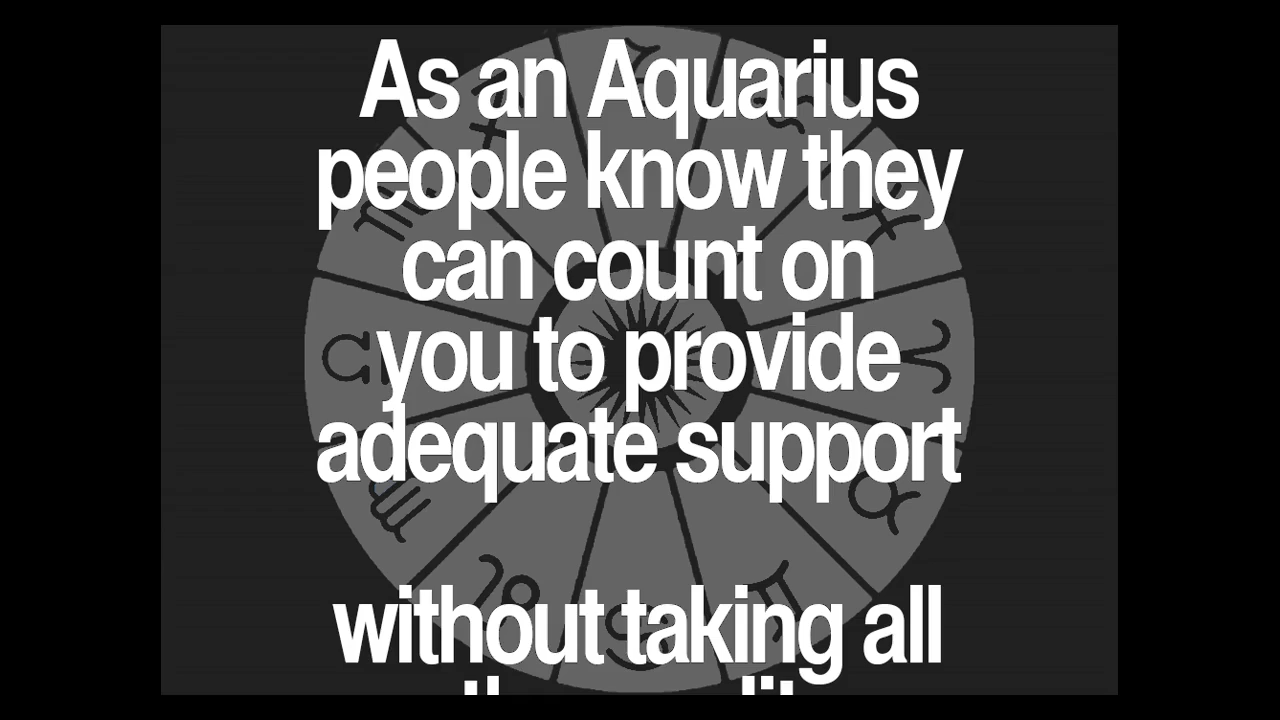 As an Aquarius
people know they
can count on
you to provide
adequate support
without taking all